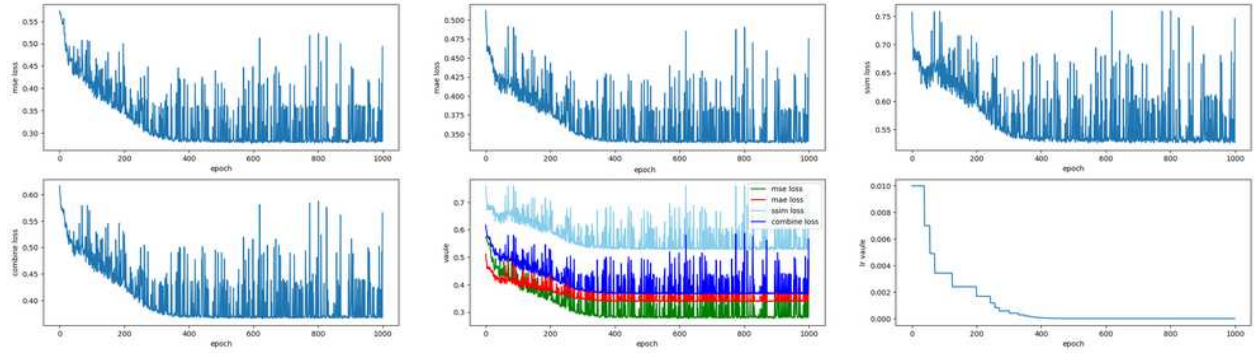 0.55
0.50
0.45
0.40
0.35
0.30
mse loss
0 200 400 600 800 1000
epoch
0.500
0.475
0.450
0.425
0.400
0.375
0.350
mae loss
0 200 400 600 800 1000
epoch
0.75
0.70
0.65
0.60
0.55
ssim loss
0 200 400 600 800 1000
epoch
0.60
0.55
0.50
0.45
0.40
combine loss
0 200 400 600 800 1000
epoch
0.7
0.6
0.5
0.4
0.3
vaule
mse loss
mae loss
ssim loss
combine loss
0 200 400 600 800 1000
epoch
0.010
0.008
0.006
0.004
0.002
0.000
lr vaule
0 200 400 600 800 1000
epoch